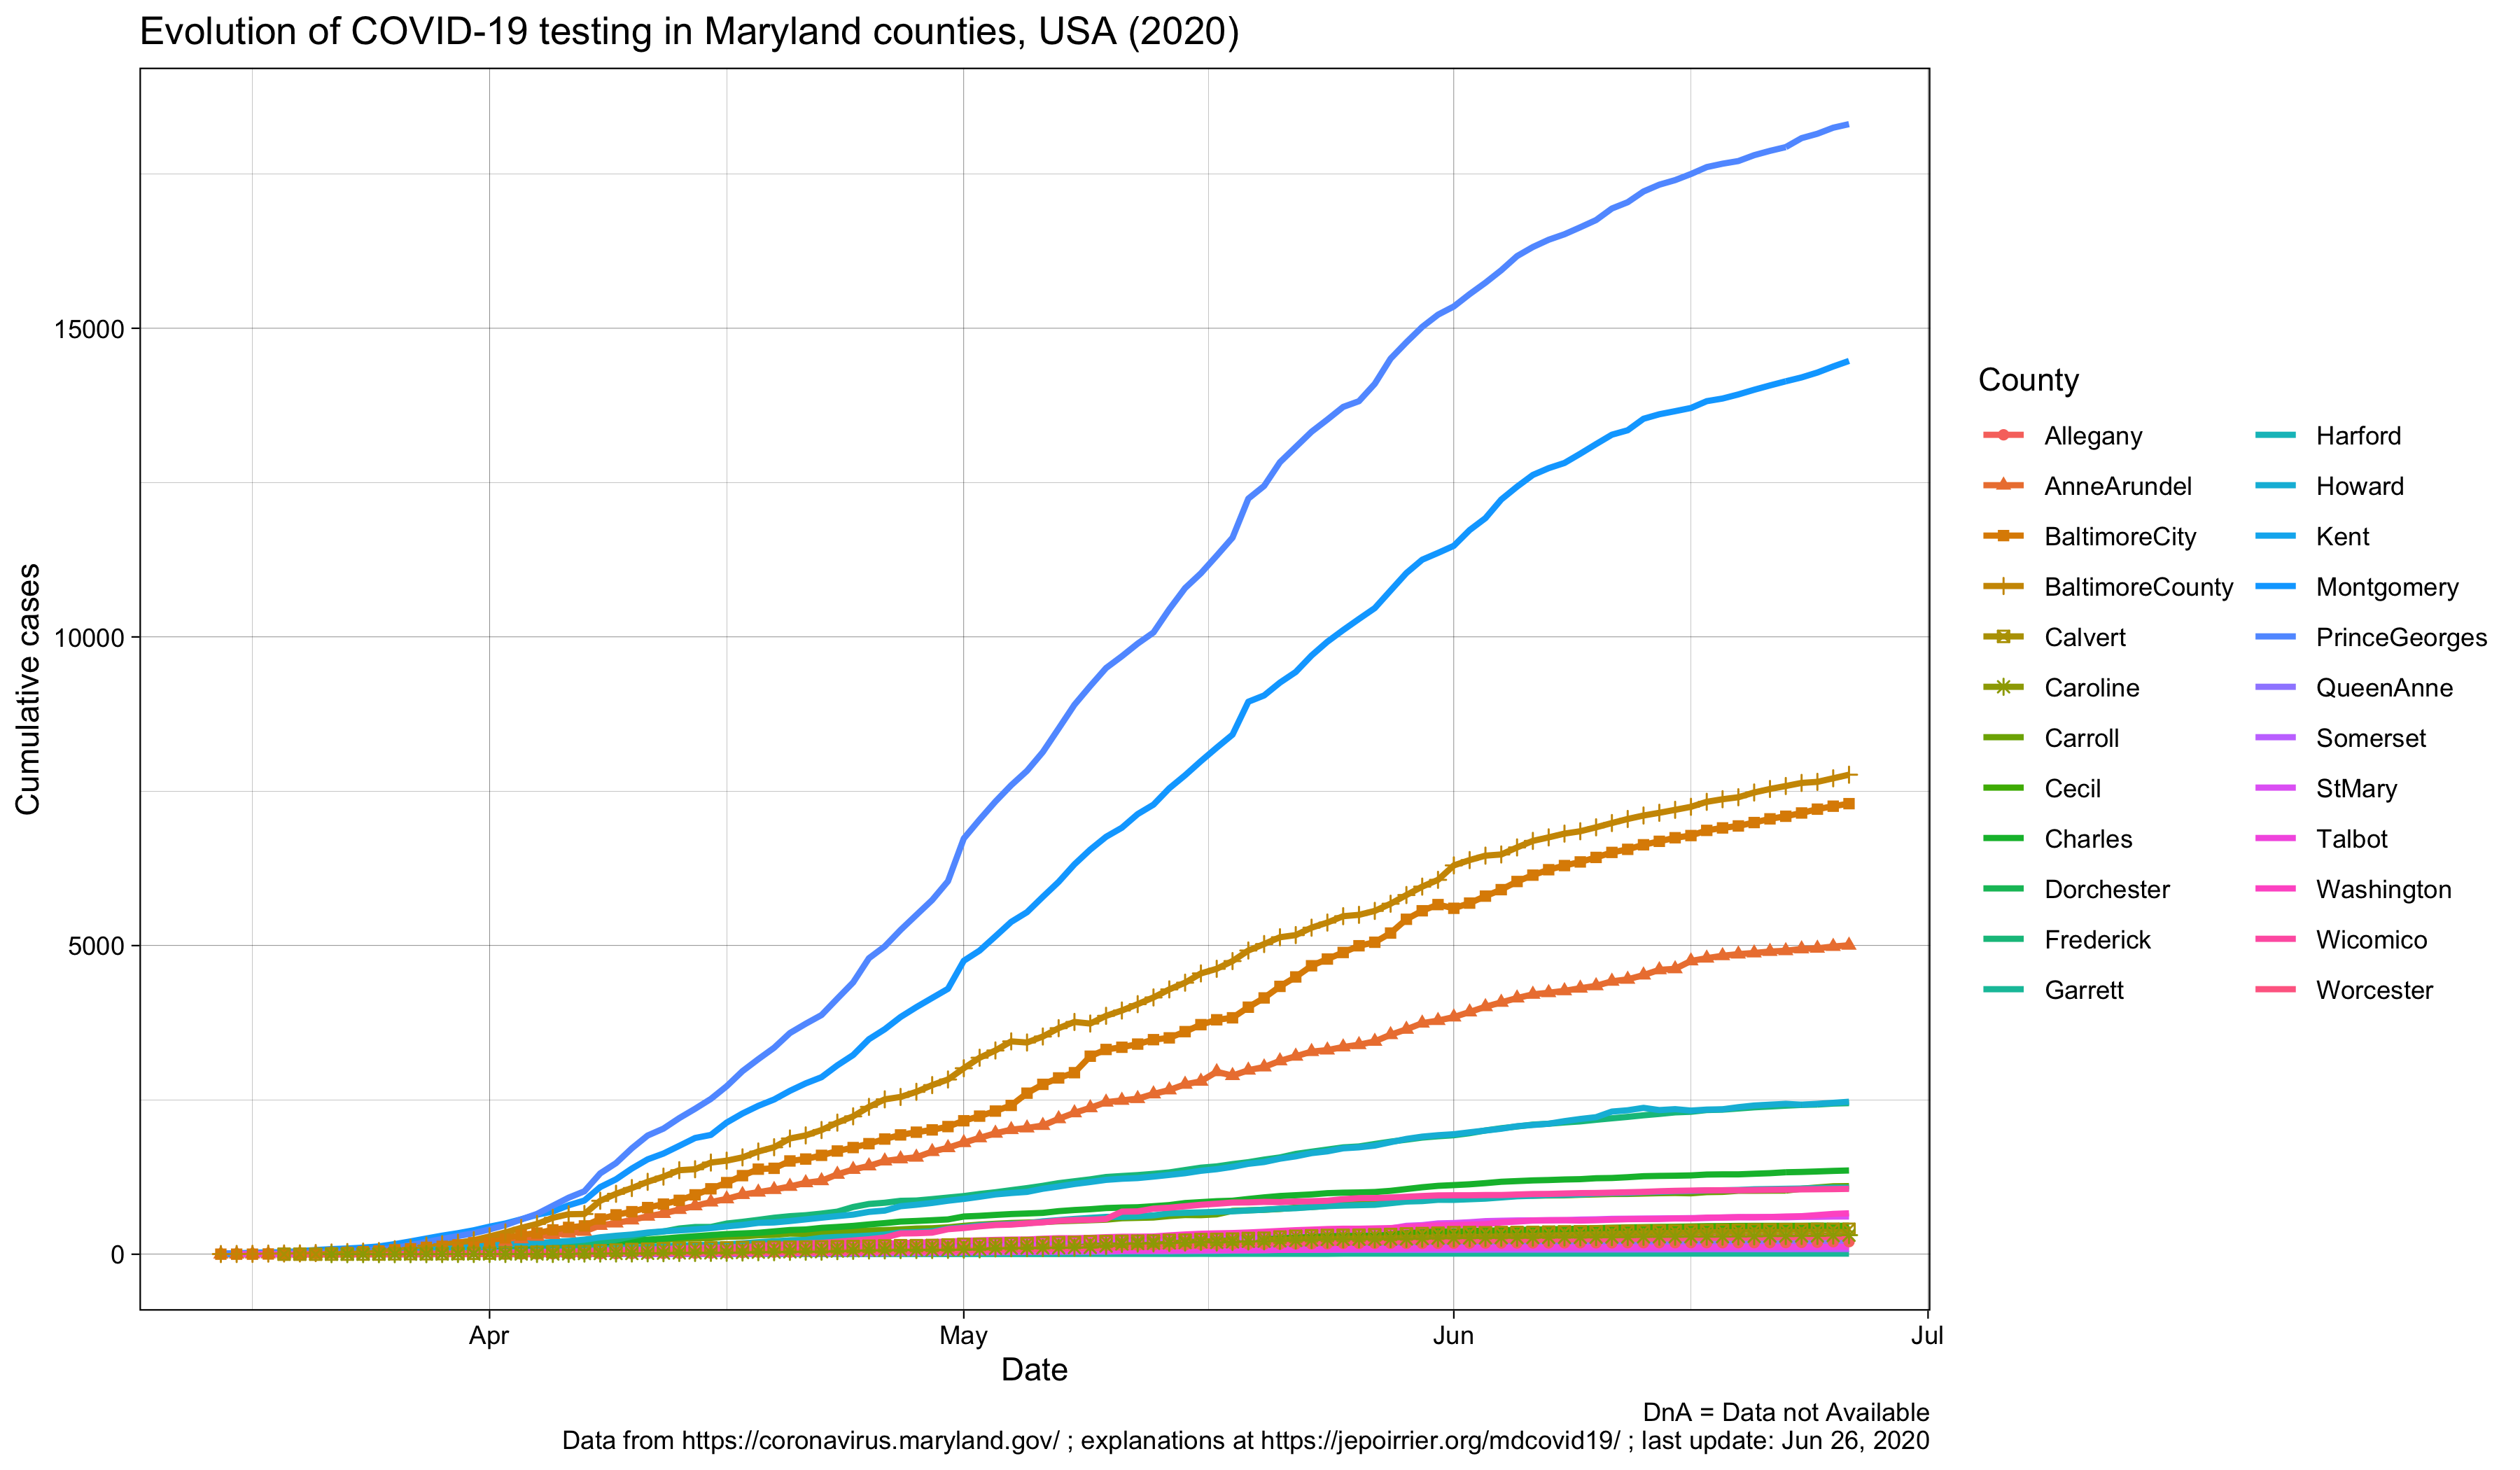 Evolution of COVID-19 testing in Maryland counties, USA (2020)
Cumulative cases
15000
10000
5000
0
Apr
May
Jun
Jul
Date
County
Allegany
AnneArundel
BaltimoreCity
BaltimoreCounty
Calvert
Caroline
Carroll
Cecil
Charles
Dorchester
Frederick
Garrett
Harford
Howard
Kent
Montgomery
PrinceGeorges
QueenAnne
Somerset
StMary
Talbot
Washington
Wicomico
Worcester
DnA = Data not Available
Data from https://coronavirus.maryland.gov/ ; explanations at https://jepoirrier.org/mdcovid19/ ; last update: Jun 26, 2020